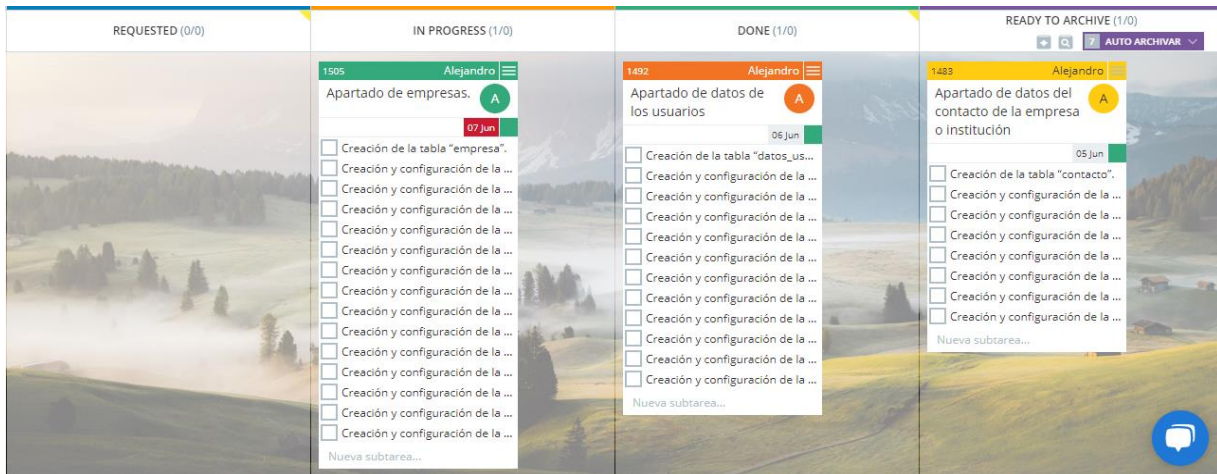 REQUESTED (0/0)
IN PROGRESS (1/0)
1505 Alejandro
Apartado de empresas.
A
07 Jun
Creación de la tabla “empresa”.
Creación y configuración de la ...
Creación y configuración de la ...
Creación y configuración de la ...
Creación y configuración de la ...
Creación y configuración de la ...
Creación y configuración de la ...
Creación y configuración de la ...
Creación y configuración de la ...
Creación y configuración de la ...
Creación y configuración de la ...
Creación y configuración de la ...
Creación y configuración de la ...
Creación y configuración de la ...
Creación y configuración de la ...
Nueva subtarea...
DONE (1/0)
1492 Alejandro
Apartado de datos de
los usuarios
A
06 Jun
Creación de la tabla “datos_us...
Creación y configuración de la ...
Creación y configuración de la ...
Creación y configuración de la ...
Creación y configuración de la ...
Creación y configuración de la ...
Creación y configuración de la ...
Creación y configuración de la ...
Creación y configuración de la ...
Creación y configuración de la ...
Creación y configuración de la ...
Creación y configuración de la ...
Nueva subtarea...
READY TO ARCHIVE (1/0)
7 AUTO ARCHIVAR
1483 Alejandro
Apartado de datos del
contacto de la empresa
o institución
A
05 Jun
Creación de la tabla “contacto”.
Creación y configuración de la ...
Creación y configuración de la ...
Creación y configuración de la ...
Creación y configuración de la ...
Creación y configuración de la ...
Creación y configuración de la ...
Creación y configuración de la ...
Nueva subtarea...